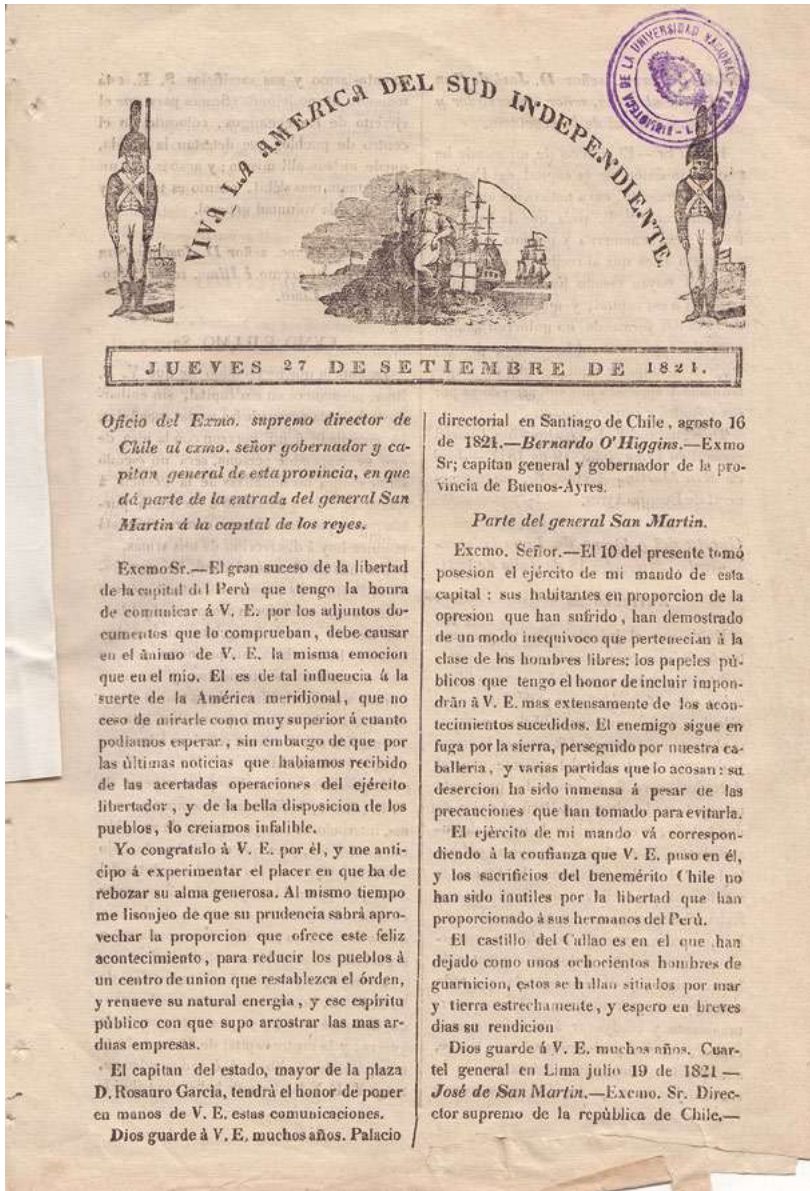 BIBLIOTECA DE LA UNIVERSIDAD NACIONAL
VIVA LA AMERICA DEL SUD INDEPENDIENTE
JUEVES 27 DE SETIEMBRE DE 1821.
Oficio del Exmo. supremo director de
Chile al exmo. señor gobernador y ca-
pitan general de esta provincia, en que
dá parte de la entrada del general San
Martin á la capital de los reyes.
Exemo Sr.—El gran suceso de la libertad
de la capital del Perú que tengo la honra
de comunicar á V. E. por los adjuntos do-
cumentos que lo comprueban, debe causar
en el ánimo de V. E. la misma emocion
que en el mio. El es de tal influencia á la
suerte de la América meridional, que no
ceso de mirarle como muy superior á cuanto
podiamos esperar, sin embargo de que por
las últimas noticias que habiamos recibido
de las acertadas operaciones del ejército
libertador, y de la bella disposicion de los
pueblos, lo creiamos infalible.
Yo congratulo à V. E. por él, y me anti-
cipo á experimentar el placer en que ha de
rebozar su alma generosa. Al mismo tiempo
me lisonjeo de que su prudencia sabrá apro-
vechar la proporcion que ofrece este feliz
acontecimiento, para reducir los pueblos à
un centro de union que restablezca el órden,
y renueve su natural energia, y ese espíritu
público con que supo arrostrar las mas ar-
duas empresas.
El capitan del estado, mayor de la plaza
D. Rosauro Garcia, tendrà el honor de poner
en manos de V. E. estas comunicaciones.
Dios guarde à V. E. muchos años. Palacio
directorial en Santiago de Chile, agosto 16
de 1821.—Bernardo O'Higgins.—Exmo
Sr; capitan general y gobernador de la pro-
vincia de Buenos-Ayres.
Parte del general San Martin.
Exemo. Señor.—El 10 del presente tomó
posesion el ejército de mi mando de esta
capital: sus habitantes en proporcion de la
opresion que han sufrido, han demostrado
de un modo inequivoco que pertenecian à la
clase de los hombres libres: los papeles pú-
blicos que tengo el honor de incluir impon-
drán à V. E. mas extensamente de los acon-
tecimientos sucedidos. El enemigo sigue en
fuga por la sierra, perseguido por nuestra ca-
balleria, y varias partidas que lo acosan: su
desercion ha sido inmensa á pesar de las
precauciones que han tomado para evitarla.
El ejèrcito de mi mando vá correspon-
diendo à la confianza que V. E. puso en él,
y los sacrificios del benemérito Chile no
han sido inutiles por la libertad que han
proporcionado à sus hermanos del Perú.
El castillo del Callao es en el que han
dejado como unos ochocientos hombres de
guarnicion, estos se hallan sitiados por mar
y tierra estrechamente, y espero en breves
dias su rendicion
Dios guarde á V. E. muchos años. Cuar-
tel general en Lima julio 19 de 1821—
José de San Martin.—Excmo. Sr. Direc-
ctor supremo de la repùblica de Chile,—